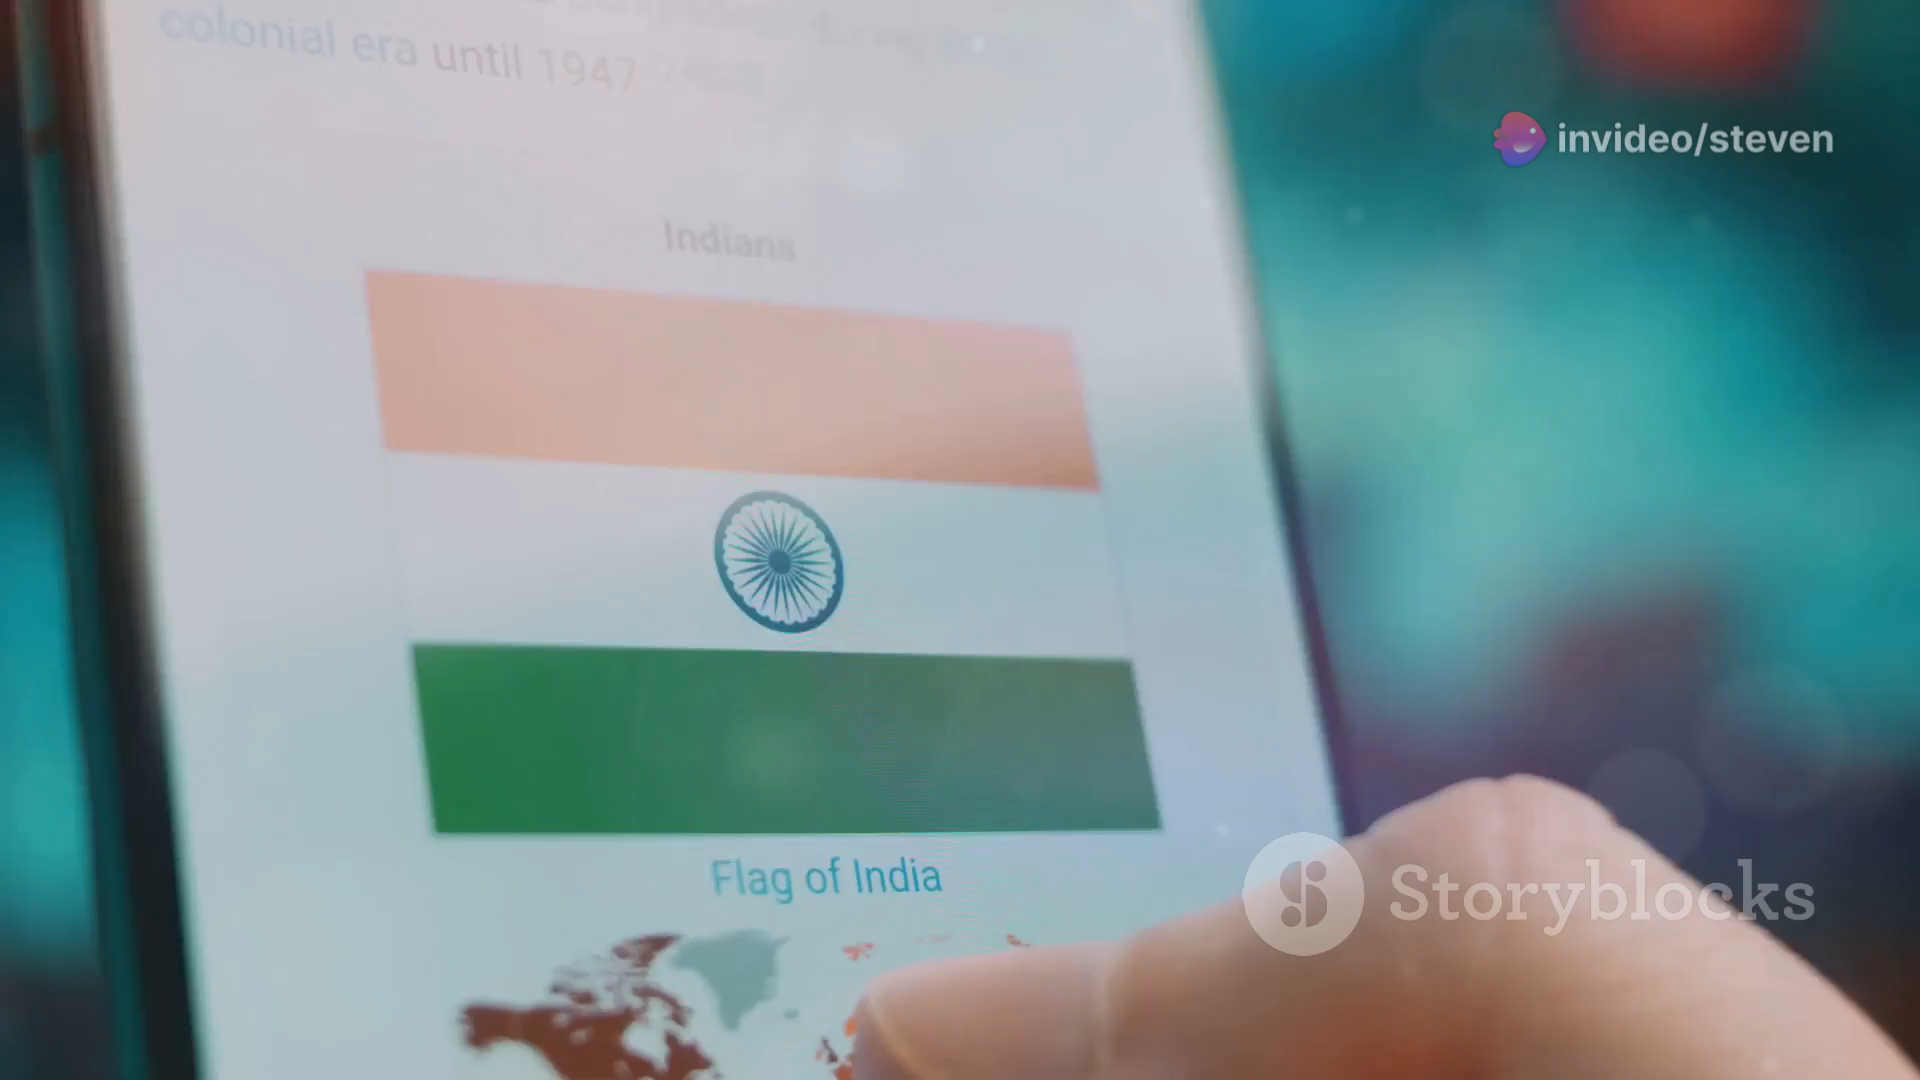 colonial era until 1947
invideo/steven
Indians
Flag of India
Storyblocks